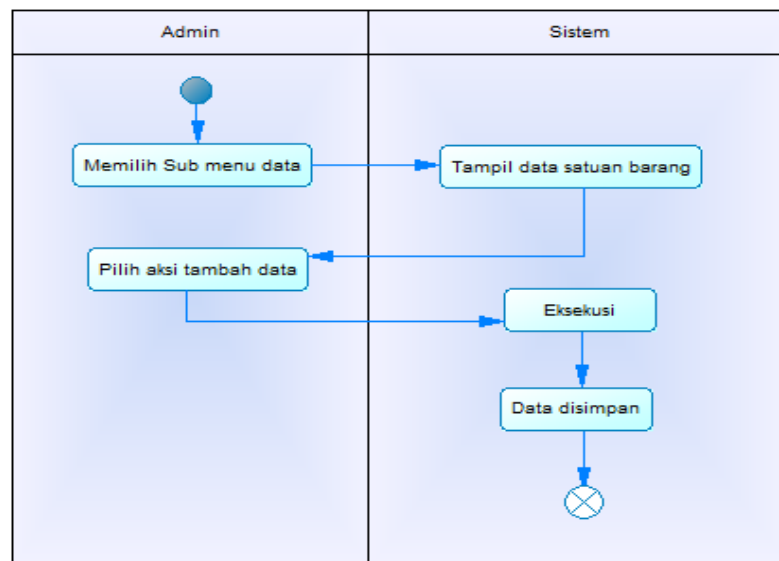 Admin
Sistem
Memilih Sub menu data
Tampil data satuan barang
Pilih aksi tambah data
Eksekusi
Data disimpan